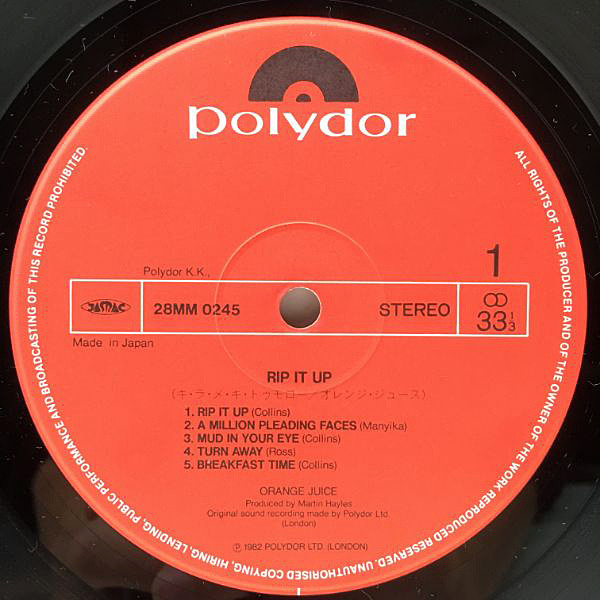 polydor
Polydor K.K.,
1
JASRAC
28MM 0245
STEREO
33 1/3
Made in Japan
RIP IT UP
(キ・ラ・メ・キ・トゥモロー/オレンジ・ジュース)
1. RIP IT UP (Collins)
2. A MILLION PLEADING FACES (Manyika)
3. MUD IN YOUR EYE (Collins)
4. TURN AWAY (Ross)
5. BREAKFAST TIME (Collins)
ORANGE JUICE
Produced by Martin Hayles
Original sound recording made by Polydor Ltd.
(London)
℗ 1982 POLYDOR LTD. (LONDON)
ALL RIGHTS OF THE PRODUCER AND OF THE OWNER OF THE WORK REPRODUCED RESERVED. UNAUTHORISED COPYING, HIRING, LENDING, PUBLIC PERFORMANCE AND BROADCASTING OF THIS RECORD PROHIBITED.